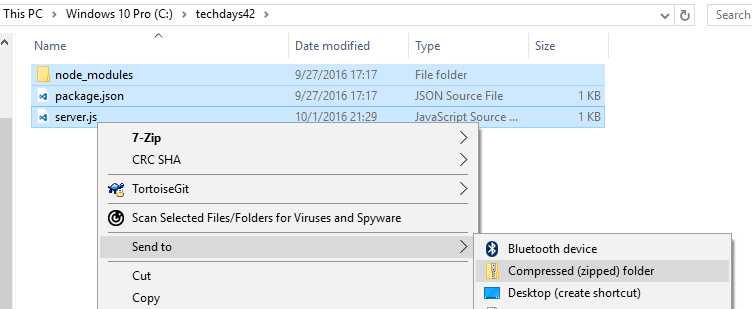 This PC > Windows 10 Pro (C:) > techdays42 >
Search
Name Date modified Type Size
node_modules 9/27/2016 17:17 File folder
package.json 9/27/2016 17:17 JSON Source File 1 KB
server.js 10/1/2016 21:29 JavaScript Source ... 1 KB
7-Zip
CRC SHA
TortoiseGit
Scan Selected Files/Folders for Viruses and Spyware
Send to
Bluetooth device
Compressed (zipped) folder
Desktop (create shortcut)
Cut
Copy